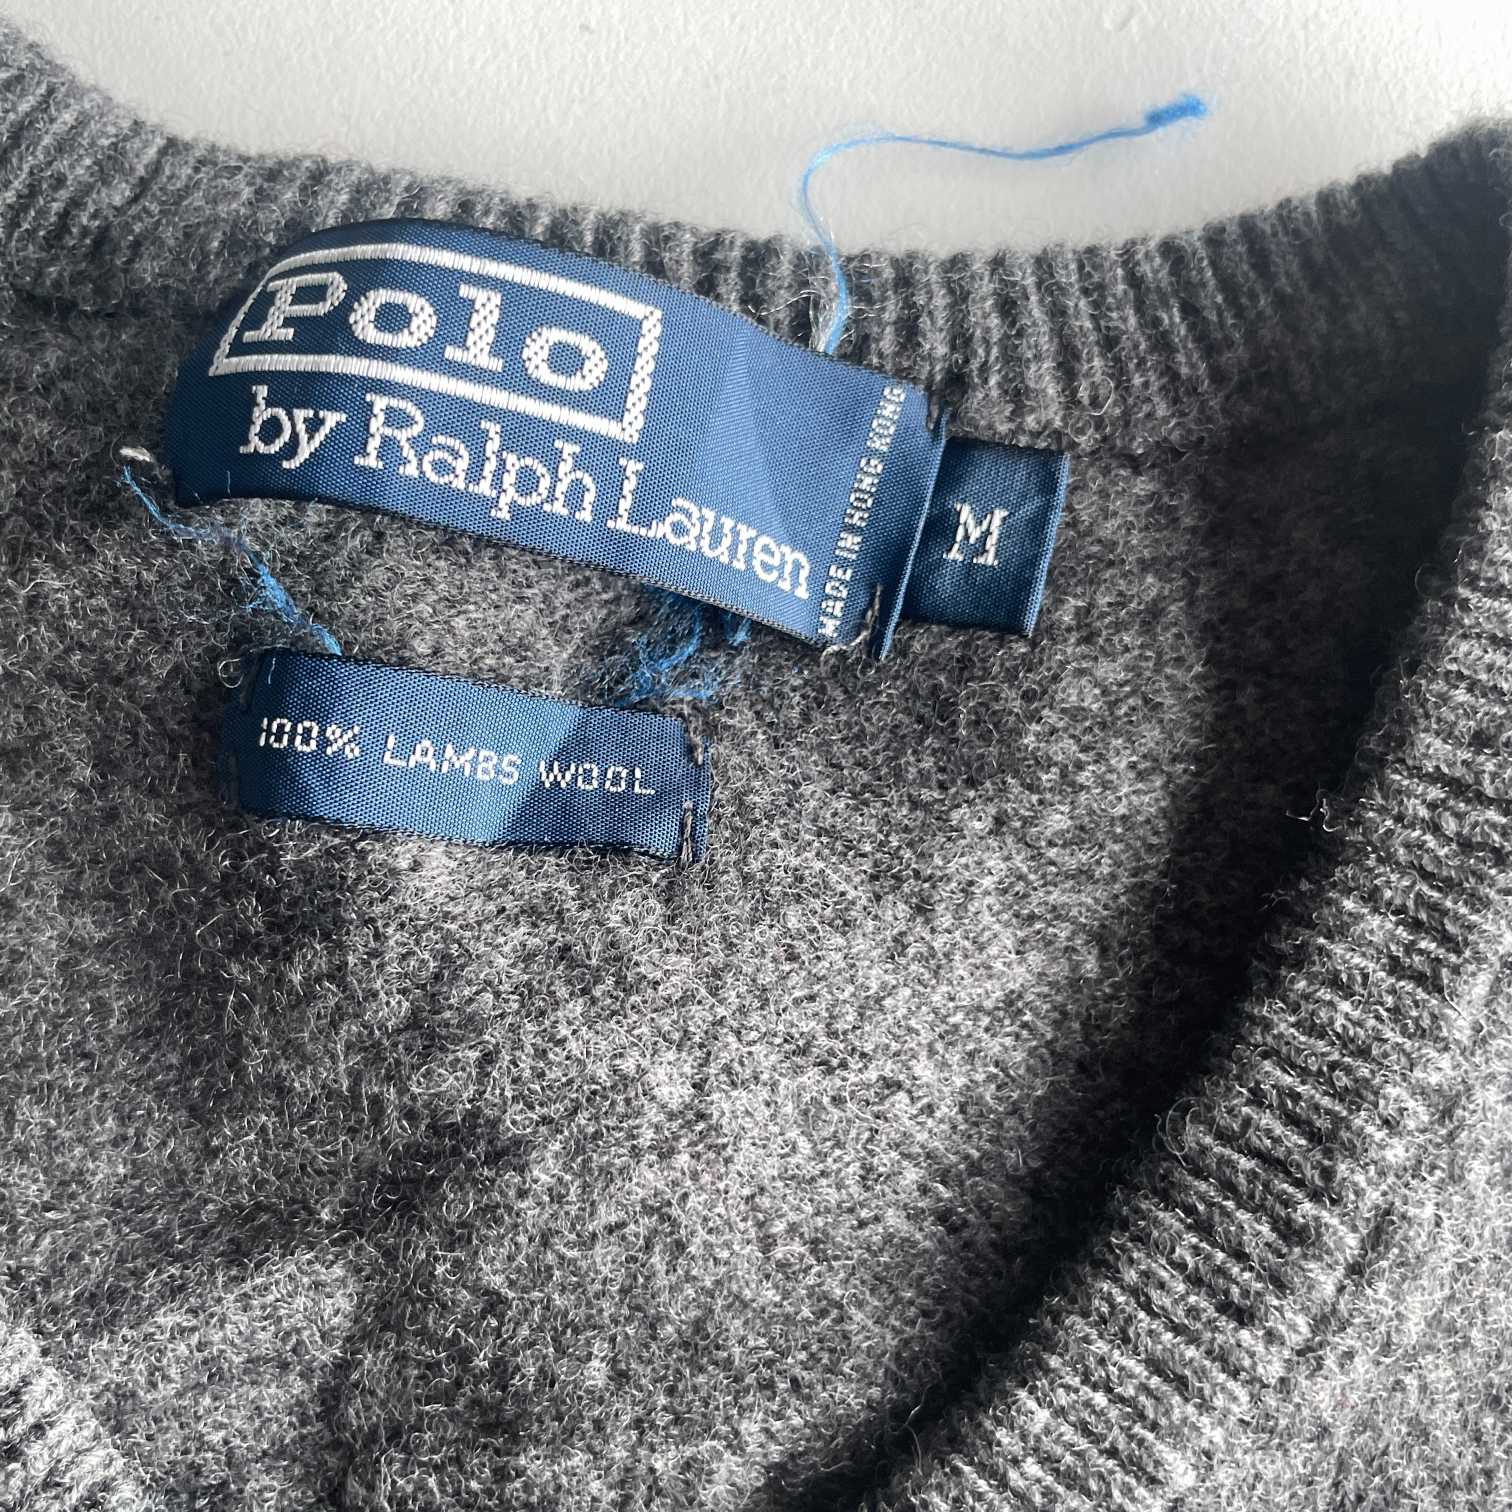 Polo
by Ralph Lauren
MADE IN HONG KONG
M
100% LAMBS WOOL